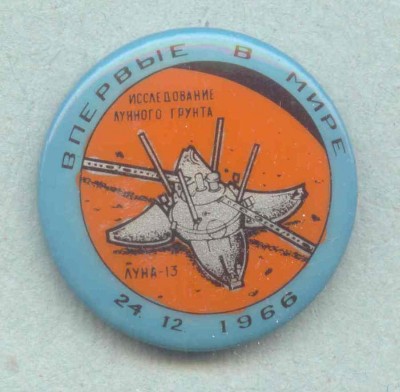 ВПЕРВЫЕ В МИРЕ
ИССЛЕДОВАНИЕ
ЛУННОГО ГРУНТА
ЛУНА-13
24 12 1966